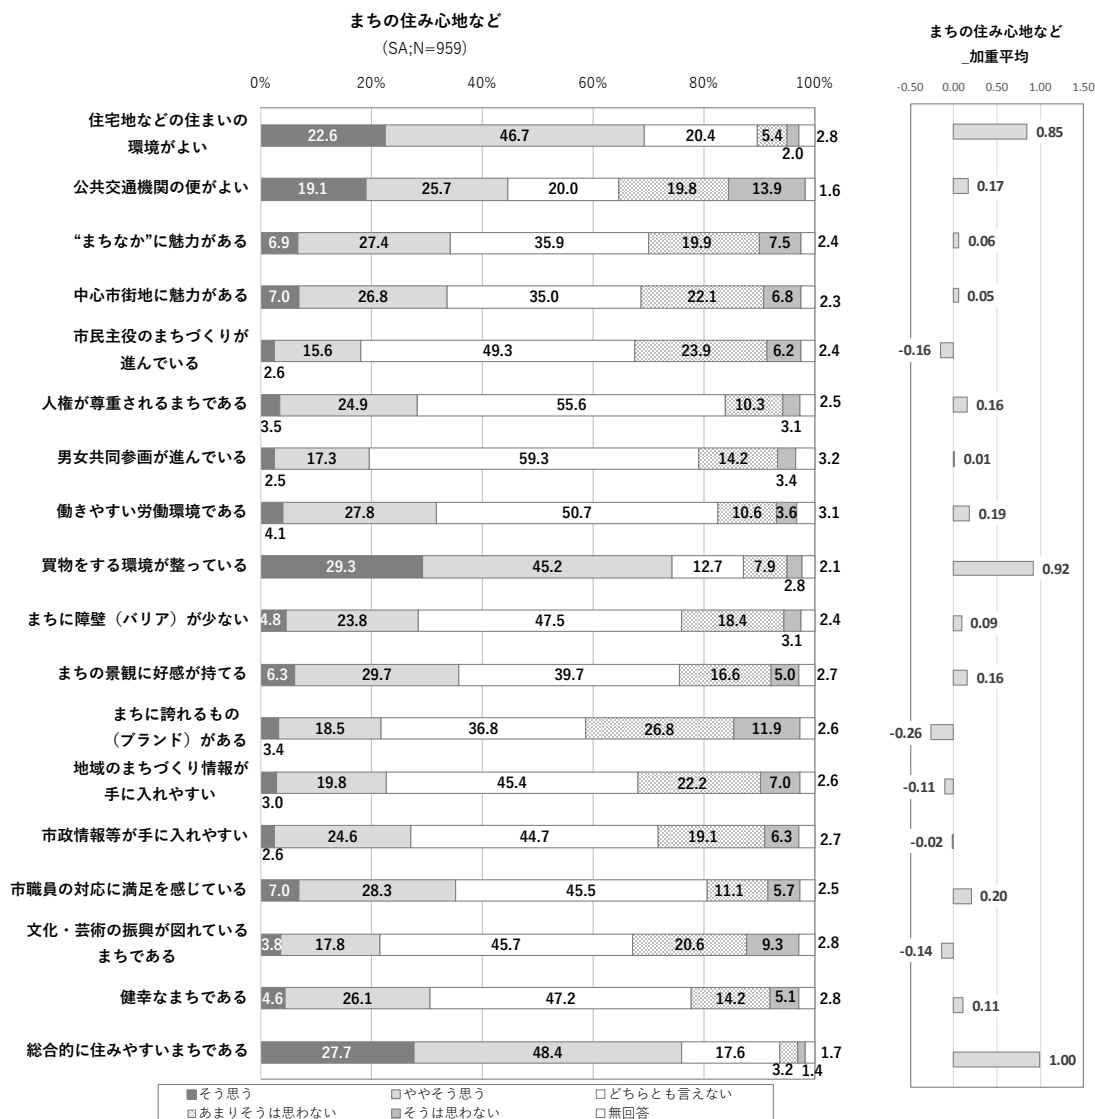 まちの住み心地など
(SA;N=959)
0% 20% 40% 60% 80% 100%
住宅地などの住まいの
環境がよい
22.6 46.7 20.4 5.4 2.0 2.8
公共交通機関の便がよい
19.1 25.7 20.0 19.8 13.9 1.6
“まちなか”に魅力がある
6.9 27.4 35.9 19.9 7.5 2.4
中心市街地に魅力がある
7.0 26.8 35.0 22.1 6.8 2.3
市民主役のまちづくりが
進んでいる
2.6 15.6 49.3 23.9 6.2 2.4
人権が尊重されるまちである
3.5 24.9 55.6 10.3 3.1 2.5
男女共同参画が進んでいる
2.5 17.3 59.3 14.2 3.4 3.2
働きやすい労働環境である
4.1 27.8 50.7 10.6 3.6 3.1
買物をする環境が整っている
29.3 45.2 12.7 7.9 2.8 2.1
まちに障壁（バリア）が少ない
4.8 23.8 47.5 18.4 3.1 2.4
まちの景観に好感が持てる
6.3 29.7 39.7 16.6 5.0 2.7
まちに誇れるもの
（ブランド）がある
3.4 18.5 36.8 26.8 11.9 2.6
地域のまちづくり情報が
手に入れやすい
3.0 19.8 45.4 22.2 7.0 2.6
市政情報等が手に入れやすい
2.6 24.6 44.7 19.1 6.3 2.7
市職員の対応に満足を感じている
7.0 28.3 45.5 11.1 5.7 2.5
文化・芸術の振興が図れている
まちである
3.8 17.8 45.7 20.6 9.3 2.8
健幸なまちである
4.6 26.1 47.2 14.2 5.1 2.8
総合的に住みやすいまちである
27.7 48.4 17.6 3.2 1.4 1.7
そう思う ややそう思う どちらとも言えない
あまりそうは思わない そうは思わない 無回答
まちの住み心地など
_加重平均
-0.50 0.00 0.50 1.00 1.50
0.85
0.17
0.06
0.05
-0.16
0.16
0.01
0.19
0.92
0.09
0.16
-0.26
-0.11
-0.02
0.20
-0.14
0.11
1.00